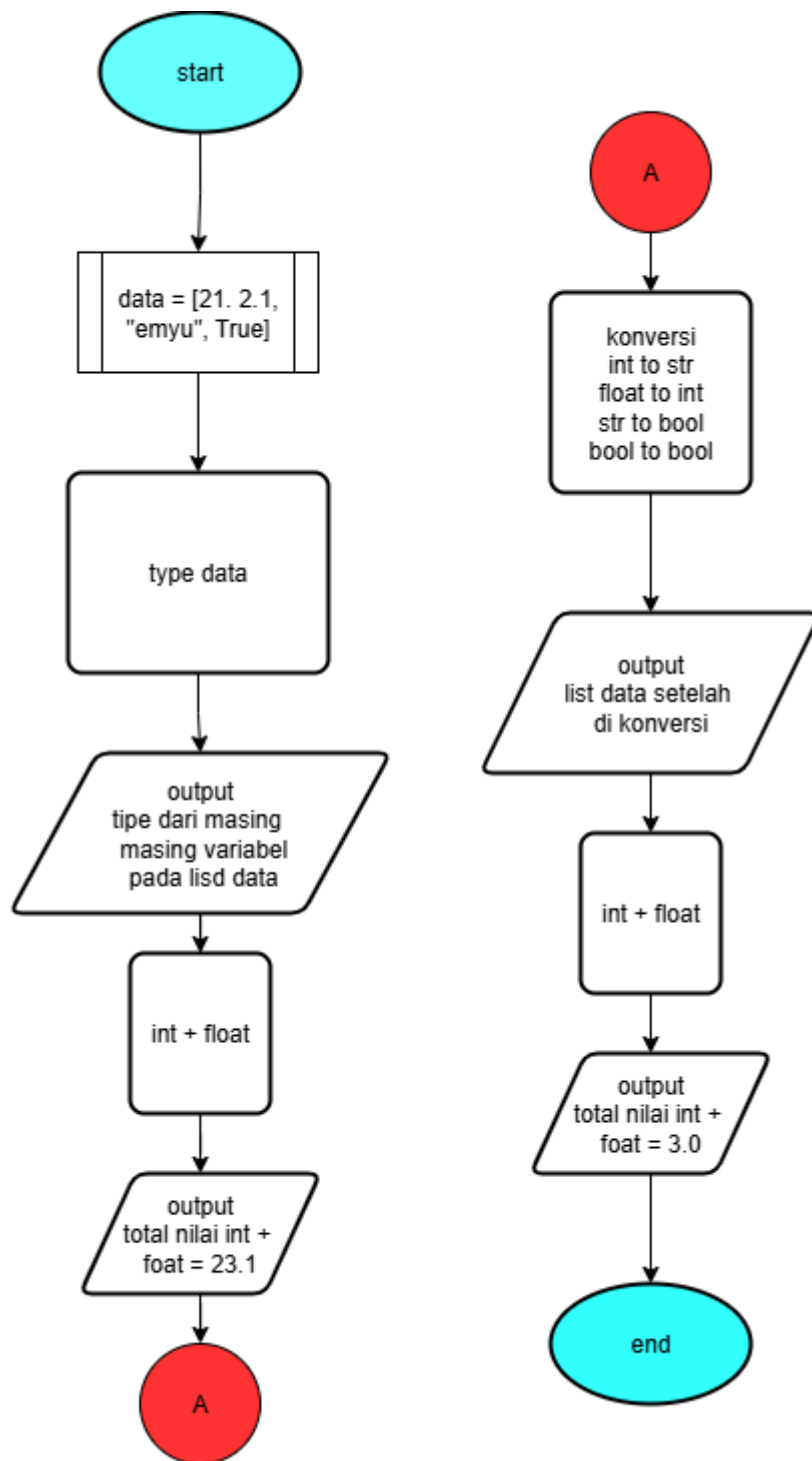 start
data = [21. 2.1,
"emyu", True]
type data
output
tipe dari masing
masing variabel
pada lisd data
int + float
output
total nilai int +
foat = 23.1
A
A
konversi
int to str
float to int
str to bool
bool to bool
output
list data setelah
di konversi
int + float
output
total nilai int +
foat = 3.0
end